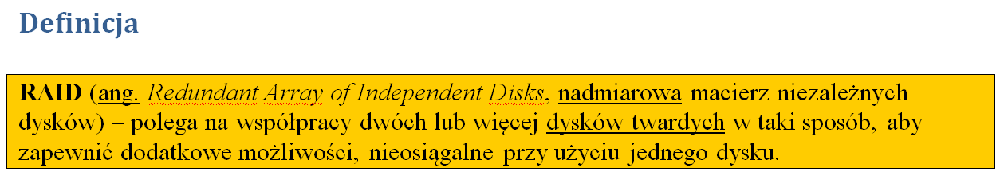 Definicja
RAID (ang. Redundant Array of Independent Disks, nadmiarowa macierz niezależnych
dysków) – polega na współpracy dwóch lub więcej dysków twardych w taki sposób, aby
zapewnić dodatkowe możliwości, nieosiągalne przy użyciu jednego dysku.